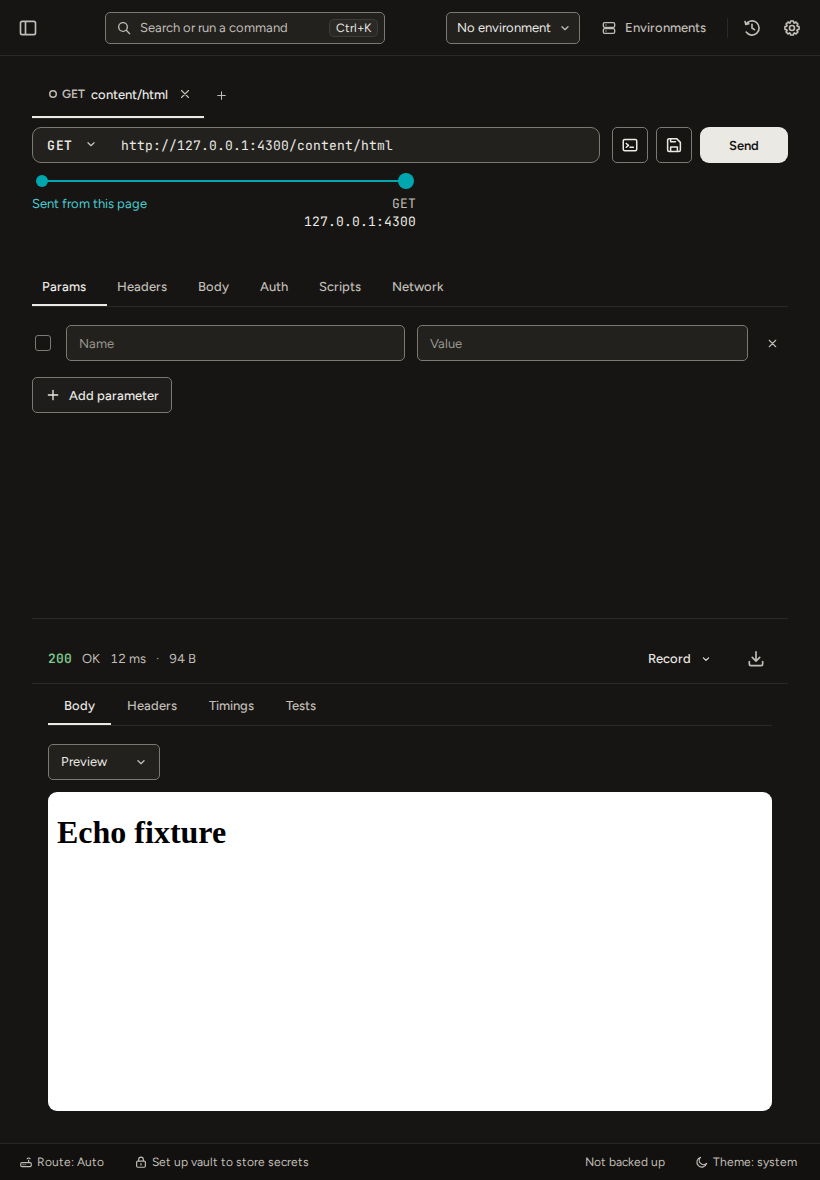 Search or run a command Ctrl+K No environment Environments
GET content/html
GET http://127.0.0.1:4300/content/html Send
Sent from this page GET
127.0.0.1:4300
Params Headers Body Auth Scripts Network
Name Value
Add parameter
200 OK 12 ms · 94 B Record
Body Headers Timings Tests
Preview
Echo fixture
Route: Auto Set up vault to store secrets Not backed up Theme: system